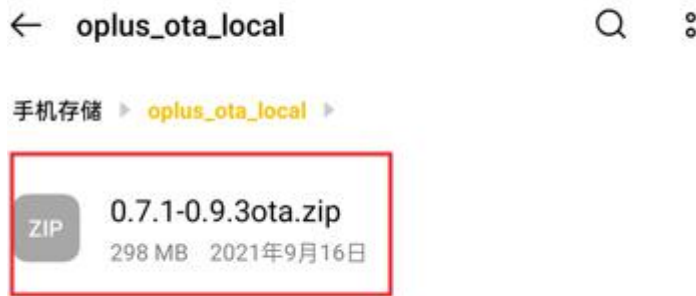 oplus_ota_local
手机存储 oplus_ota_local
ZIP
0.7.1-0.9.3ota.zip
298 MB 2021年9月16日